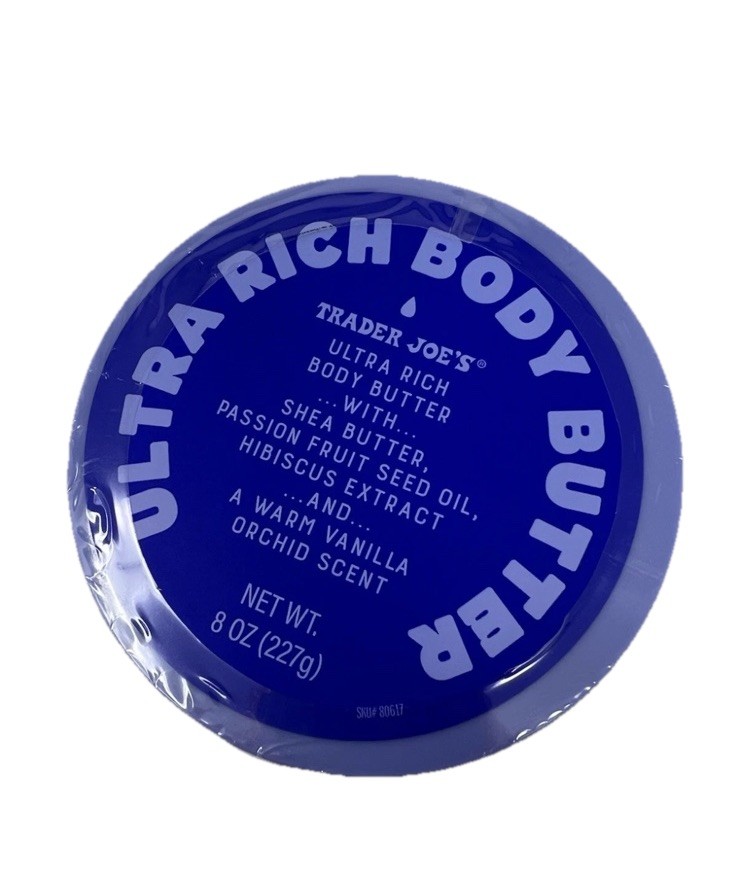 ULTRA RICH BODY BUTTER
TRADER JOE'S®
ULTRA RICH
BODY BUTTER
...WITH...
SHEA BUTTER,
PASSION FRUIT SEED OIL,
HIBISCUS EXTRACT
...AND...
A WARM VANILLA
ORCHID SCENT
NET WT.
8 OZ (227g)
SKU# 80617